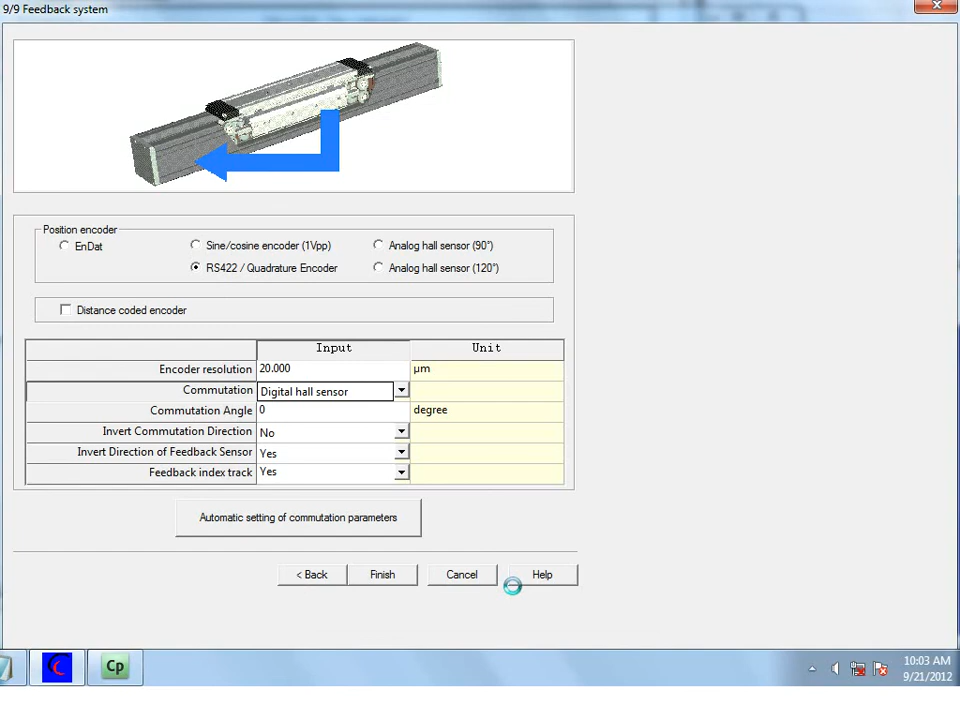 9/9 Feedback system
Position encoder
EnDat
Sine/cosine encoder (1Vpp)
Analog hall sensor (90°)
RS422 / Quadrature Encoder
Analog hall sensor (120°)
Distance coded encoder
Input Unit
Encoder resolution 20.000 µm
Commutation Digital hall sensor
Commutation Angle 0 degree
Invert Commutation Direction No
Invert Direction of Feedback Sensor Yes
Feedback index track Yes
Automatic setting of commutation parameters
< Back Finish Cancel Help
Cp
10:03 AM
9/21/2012